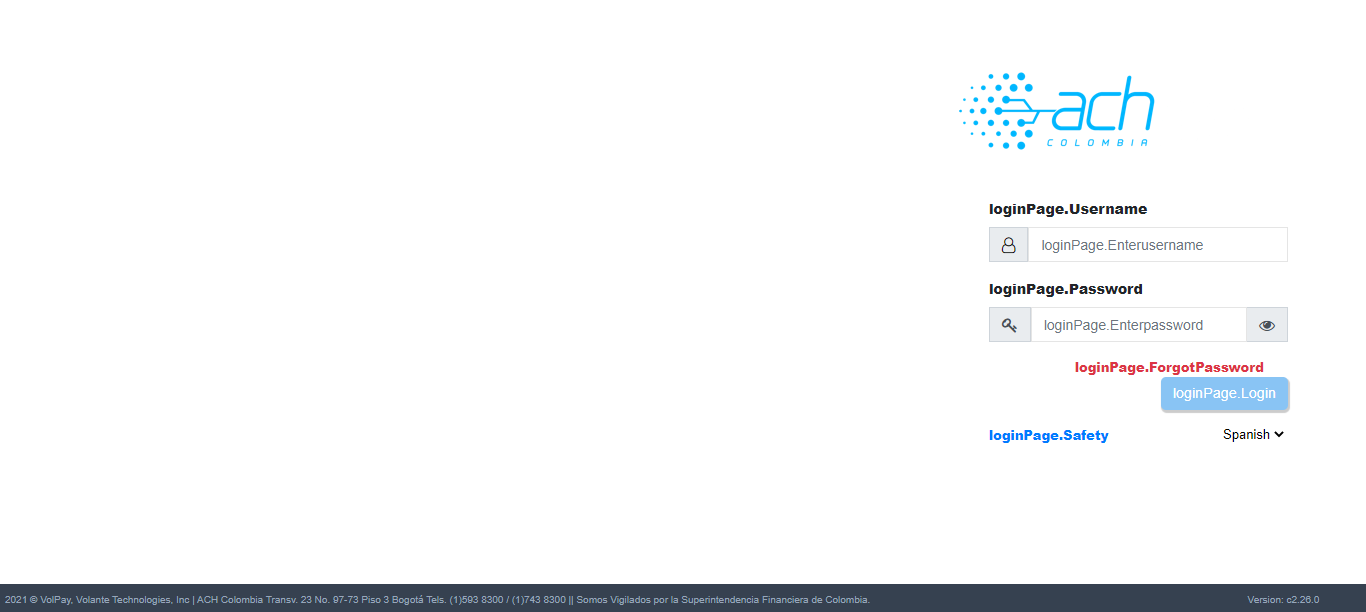 ach
COLOMBIA
loginPage.Username
loginPage.Enterusername
loginPage.Password
loginPage.Enterpassword
loginPage.ForgotPassword
loginPage.Login
loginPage.Safety Spanish
2021 © VolPay, Volante Technologies, Inc | ACH Colombia Transv. 23 No. 97-73 Piso 3 Bogotá Tels. (1)593 8300 / (1)743 8300 || Somos Vigilados por la Superintendencia Financiera de Colombia. Version: c2.26.0